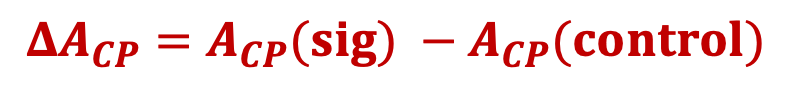 ΔA_CP = A_CP(sig) − A_CP(control)